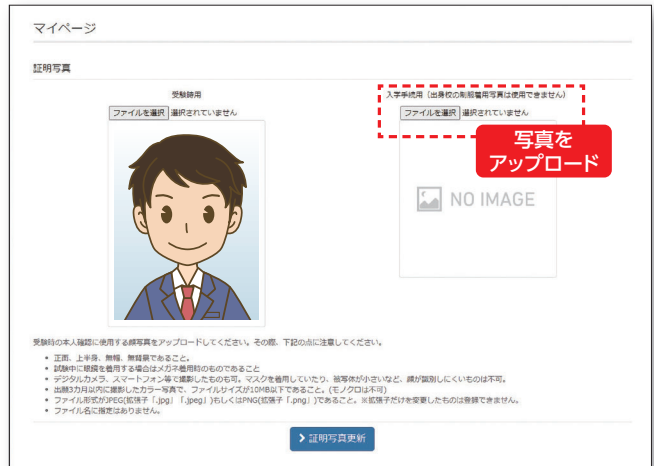 マイページ
証明写真
受験時用
ファイルを選択 選択されていません
入学手続用（出身校の制服着用写真は使用できません）
ファイルを選択 選択されていません
写真を
アップロード
NO IMAGE
受験時の本人確認に使用する顔写真をアップロードしてください。その際、下記の点に注意してください。
• 正面、上半身、無帽、無背景であること。
• 試験中に眼鏡を着用する場合はメガネ着用時のものであること
• デジタルカメラ、スマートフォン等で撮影したものも可。マスクを着用していたり、被写体が小さいなど、顔が識別しにくいものは不可。
• 出願3カ月以内に撮影したカラー写真で、ファイルサイズが10MB以下であること。(モノクロは不可)
• ファイル形式がJPEG(拡張子「.jpg」「.jpeg」)もしくはPNG(拡張子「.png」)であること。※拡張子だけを変更したものは登録できません。
• ファイル名に指定はありません。
証明写真更新